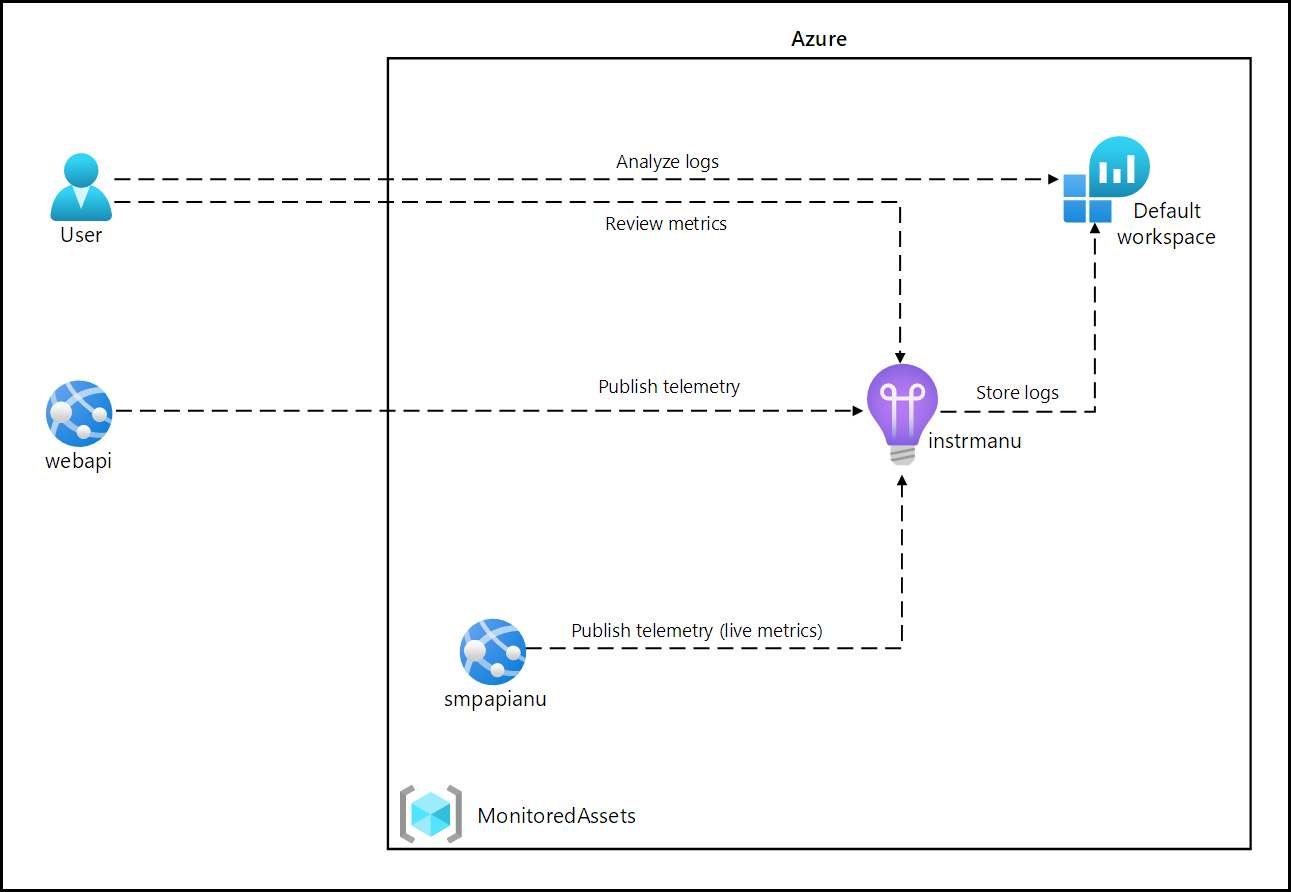 Azure
Analyze logs
Review metrics
User
Default
workspace
Publish telemetry
Store logs
instrmanu
webapi
Publish telemetry (live metrics)
smpapianu
MonitoredAssets